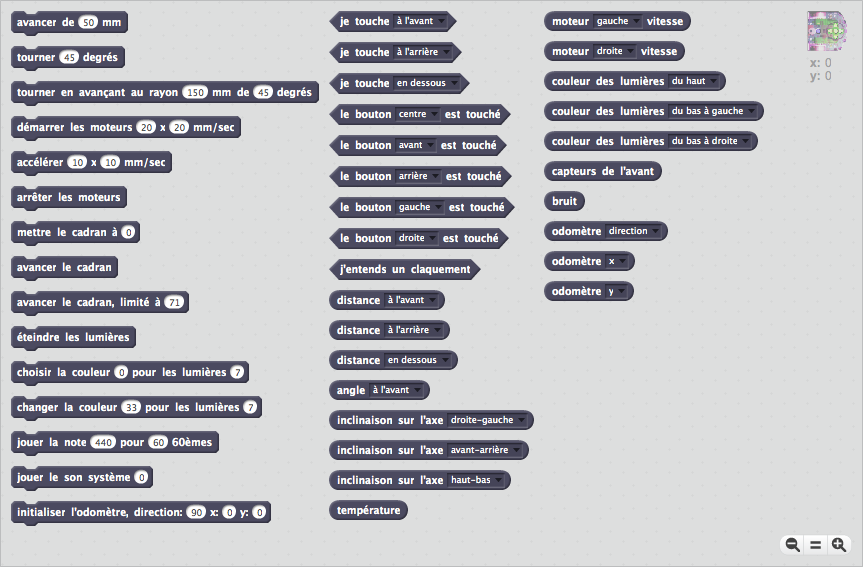 avancer de 50 mm
tourner 45 degrés
tourner en avançant au rayon 150 mm de 45 degrés
démarrer les moteurs 20 x 20 mm/sec
accélérer 10 x 10 mm/sec
arrêter les moteurs
mettre le cadran à 0
avancer le cadran
avancer le cadran, limité à 71
éteindre les lumières
choisir la couleur 0 pour les lumières 7
changer la couleur 33 pour les lumières 7
jouer la note 440 pour 60 60èmes
jouer le son système 0
initialiser l'odomètre, direction: 90 x: 0 y: 0
je touche à l'avant
je touche à l'arrière
je touche en dessous
le bouton centre est touché
le bouton avant est touché
le bouton arrière est touché
le bouton gauche est touché
le bouton droite est touché
j'entends un claquement
distance à l'avant
distance à l'arrière
distance en dessous
angle à l'avant
inclinaison sur l'axe droite-gauche
inclinaison sur l'axe avant-arrière
inclinaison sur l'axe haut-bas
température
moteur gauche vitesse
moteur droite vitesse
couleur des lumières du haut
couleur des lumières du bas à gauche
couleur des lumières du bas à droite
capteurs de l'avant
bruit
odomètre direction
odomètre x
odomètre y
x: 0
y: 0